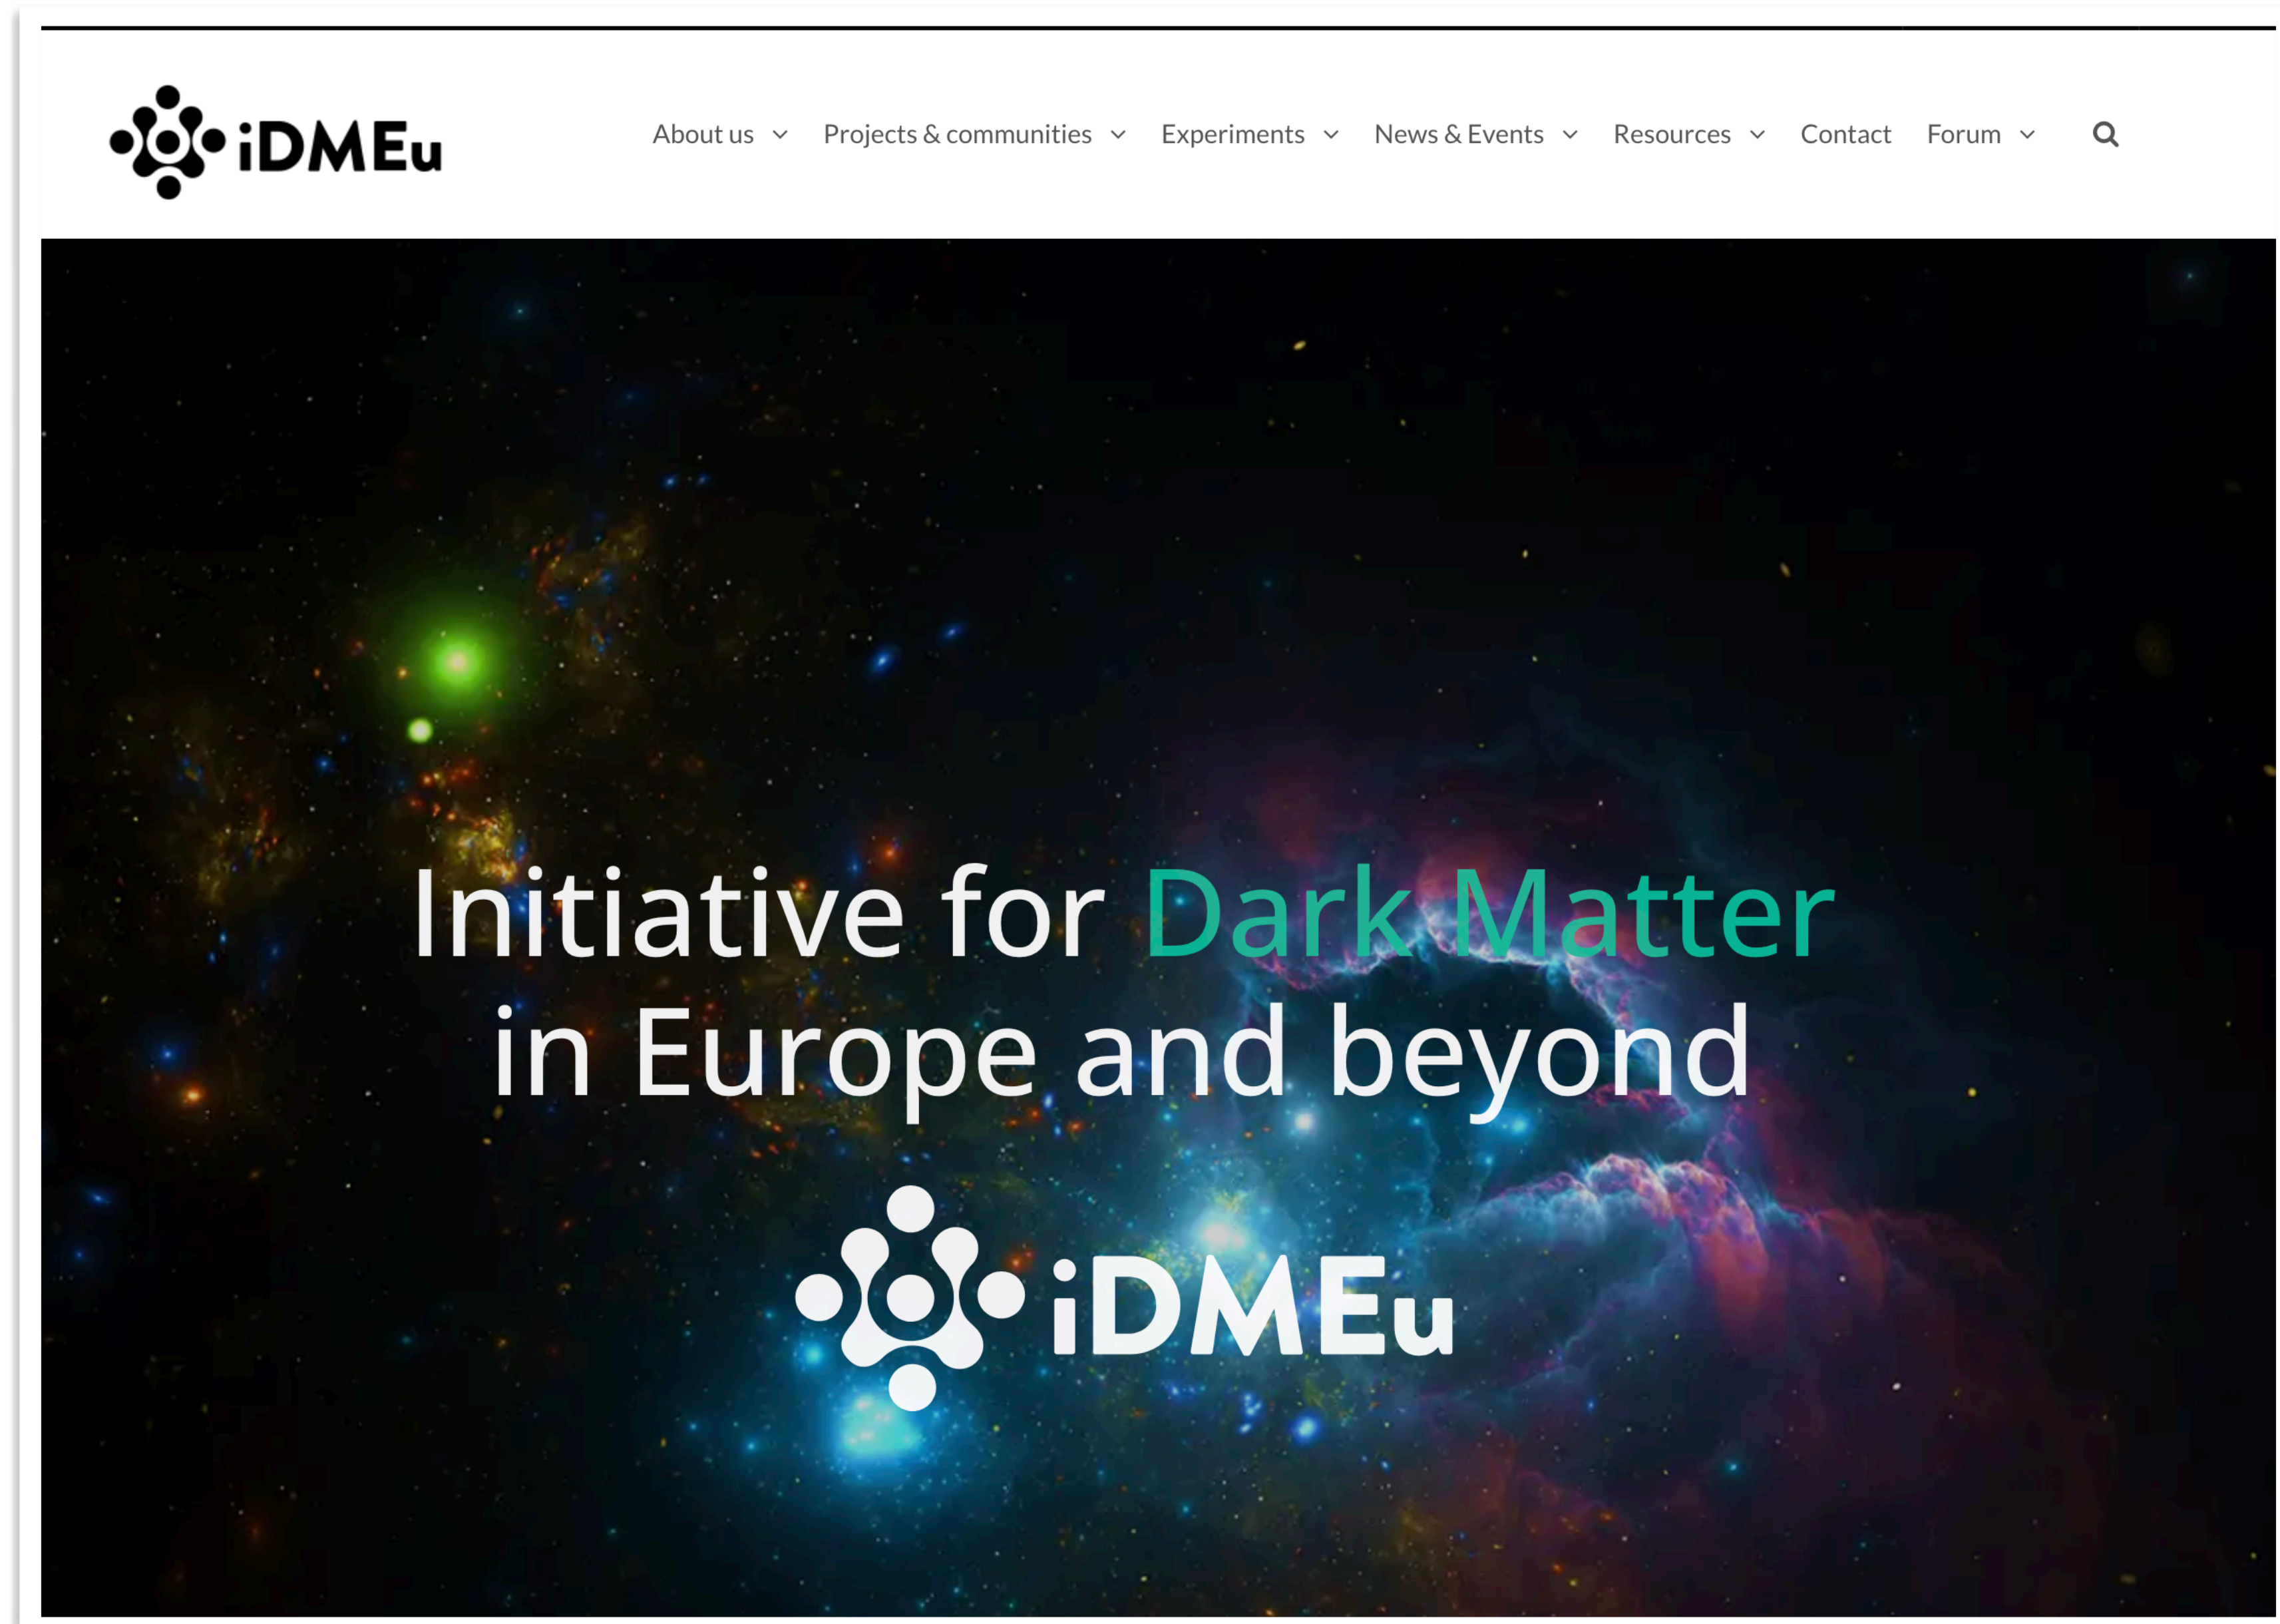 iDMEu
About us Projects & communities Experiments News & Events Resources Contact Forum
Initiative for Dark Matter
in Europe and beyond
iDMEu